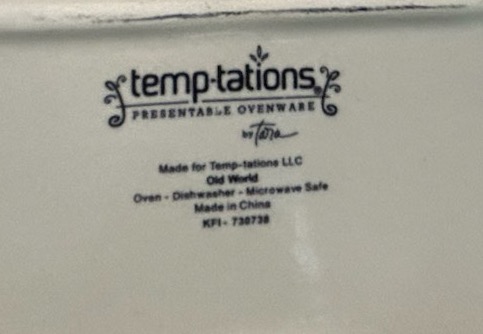 temp-tations®
PRESENTABLE OVENWARE
by Tara
Made for Temp-tations LLC
Old World
Oven - Dishwasher - Microwave Safe
Made in China
KFI - 730738